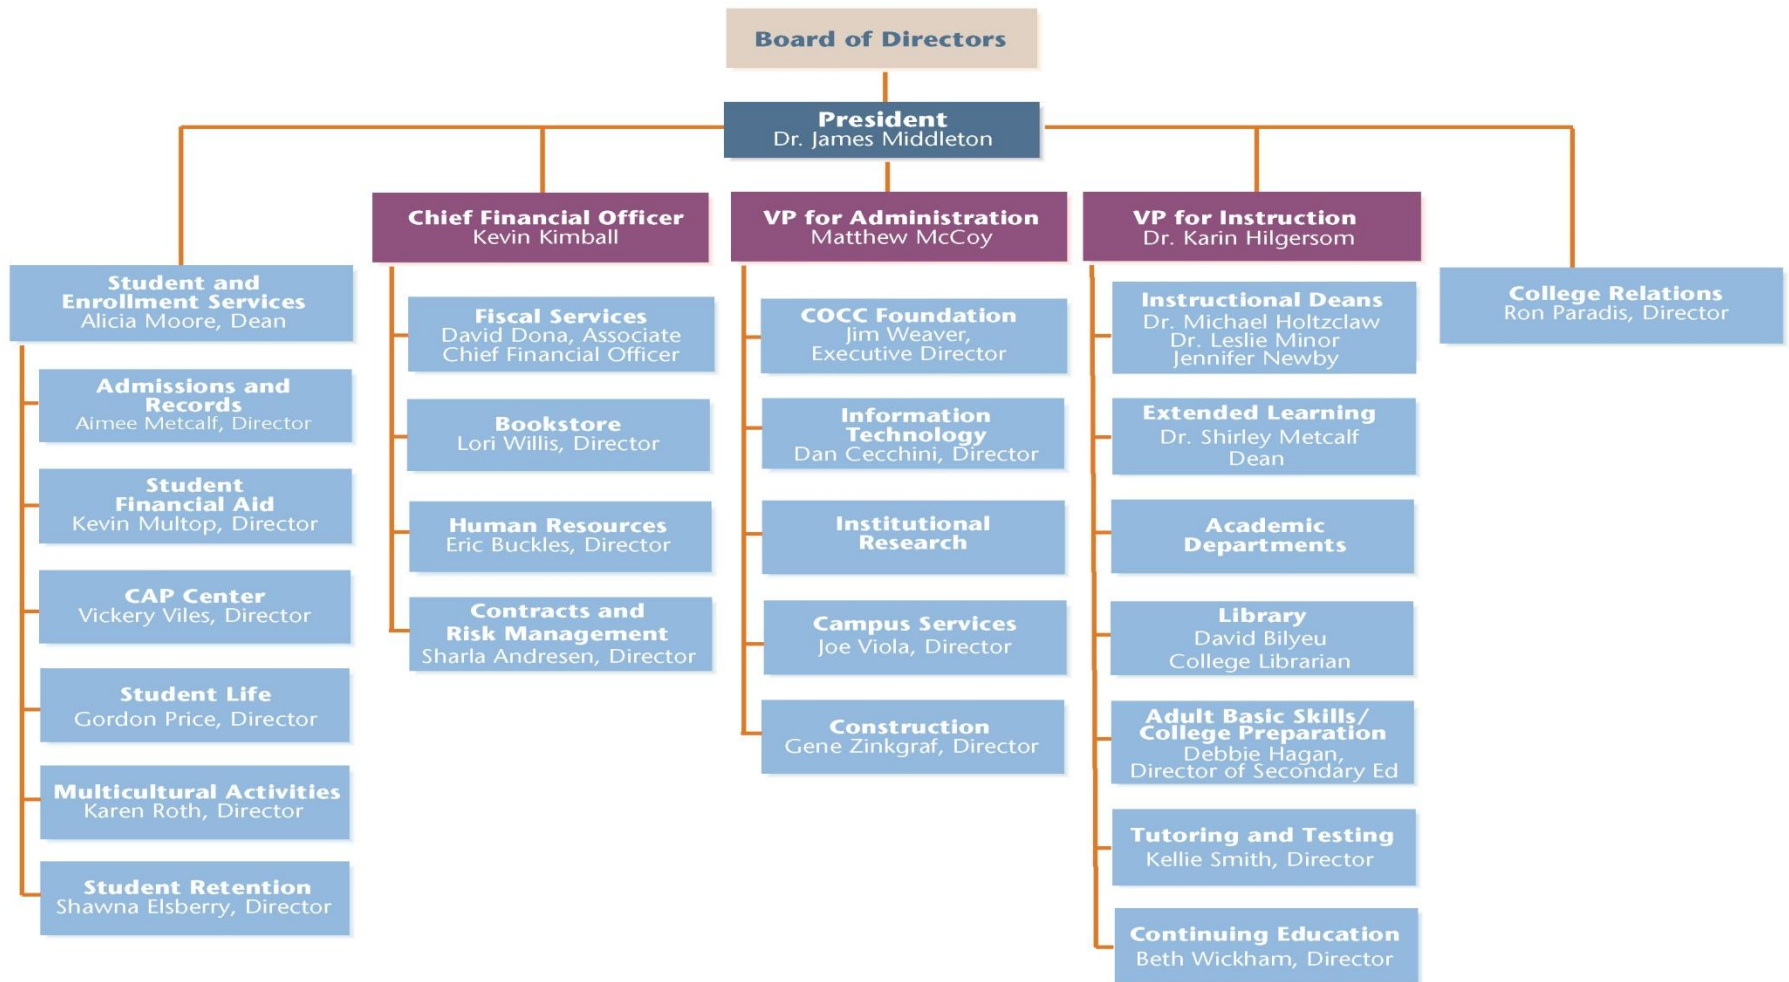 Board of Directors
President
Dr. James Middleton
Chief Financial Officer
Kevin Kimball
VP for Administration
Matthew McCoy
VP for Instruction
Dr. Karin Hilgersom
Student and
Enrollment Services
Alicia Moore, Dean
College Relations
Ron Paradis, Director
Admissions and
Records
Aimee Metcalf, Director
Student
Financial Aid
Kevin Multop, Director
CAP Center
Vickery Viles, Director
Student Life
Gordon Price, Director
Multicultural Activities
Karen Roth, Director
Student Retention
Shawna Elsberry, Director
Fiscal Services
David Dona, Associate
Chief Financial Officer
Bookstore
Lori Willis, Director
Human Resources
Eric Buckles, Director
Contracts and
Risk Management
Sharla Andresen, Director
COCC Foundation
Jim Weaver,
Executive Director
Information
Technology
Dan Cecchini, Director
Institutional
Research
Campus Services
Joe Viola, Director
Construction
Gene Zinkgraf, Director
Instructional Deans
Dr. Michael Holtzclaw
Dr. Leslie Minor
Jennifer Newby
Extended Learning
Dr. Shirley Metcalf
Dean
Academic
Departments
Library
David Bilyeu
College Librarian
Adult Basic Skills/
College Preparation
Debbie Hagan,
Director of Secondary Ed
Tutoring and Testing
Kellie Smith, Director
Continuing Education
Beth Wickham, Director